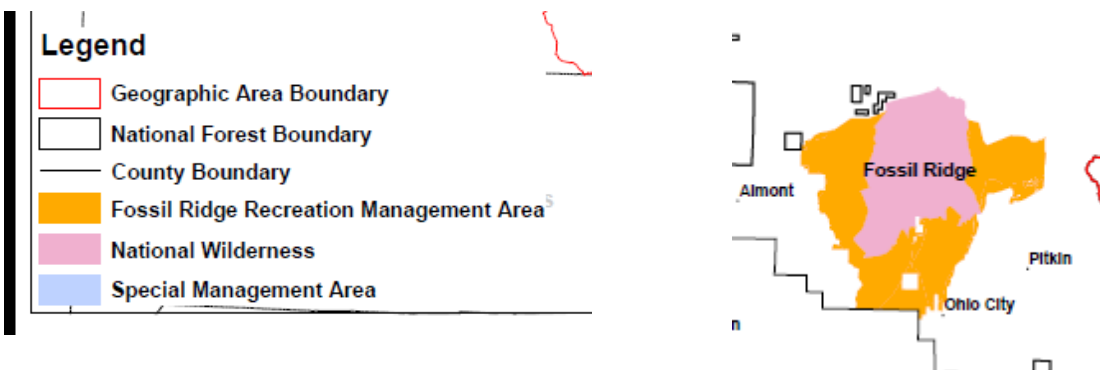 Legend
Geographic Area Boundary
National Forest Boundary
County Boundary
Fossil Ridge Recreation Management Area
National Wilderness
Special Management Area
Fossil Ridge
Almont
Pitkin
Ohio City
n